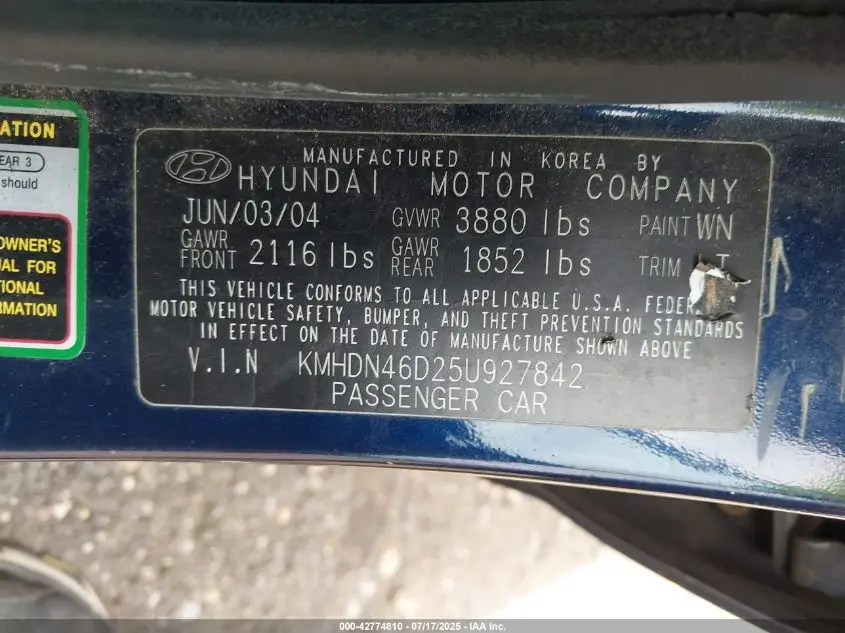 ATION
EAR 3
should
OWNER'S
AL FOR
TIONAL
RMATION
MANUFACTURED IN KOREA BY
HYUNDAI MOTOR COMPANY
JUN/03/04 GVWR 3880 lbs PAINT WN
GAWR FRONT 2116 lbs GAWR REAR 1852 lbs TRIM
THIS VEHICLE CONFORMS TO ALL APPLICABLE U.S.A. FEDER
MOTOR VEHICLE SAFETY, BUMPER, AND THEFT PREVENTION STANDARDS
IN EFFECT ON THE DATE OF MANUFACTURE SHOWN ABOVE
V.I.N KMHDN46D25U927842
PASSENGER CAR
000-42774810 - 07/17/2025 - IAA Inc.